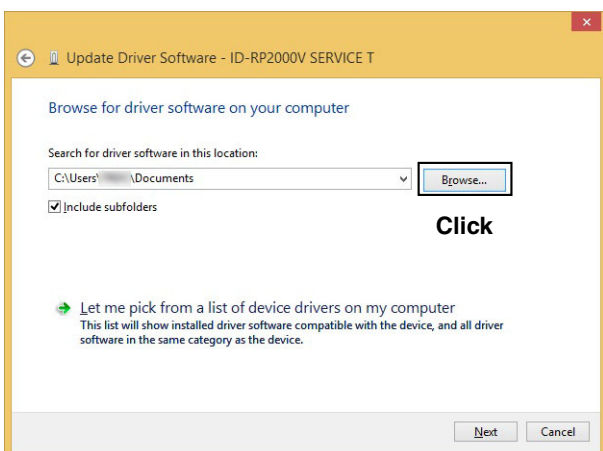 Update Driver Software - ID-RP2000V SERVICE T
Browse for driver software on your computer
Search for driver software in this location:
C:\Users\ \Documents
Browse...
Include subfolders
Click
Let me pick from a list of device drivers on my computer
This list will show installed driver software compatible with the device, and all driver
software in the same category as the device.
Next
Cancel